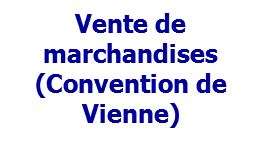 Vente de
marchandises
(Convention de
Vienne)